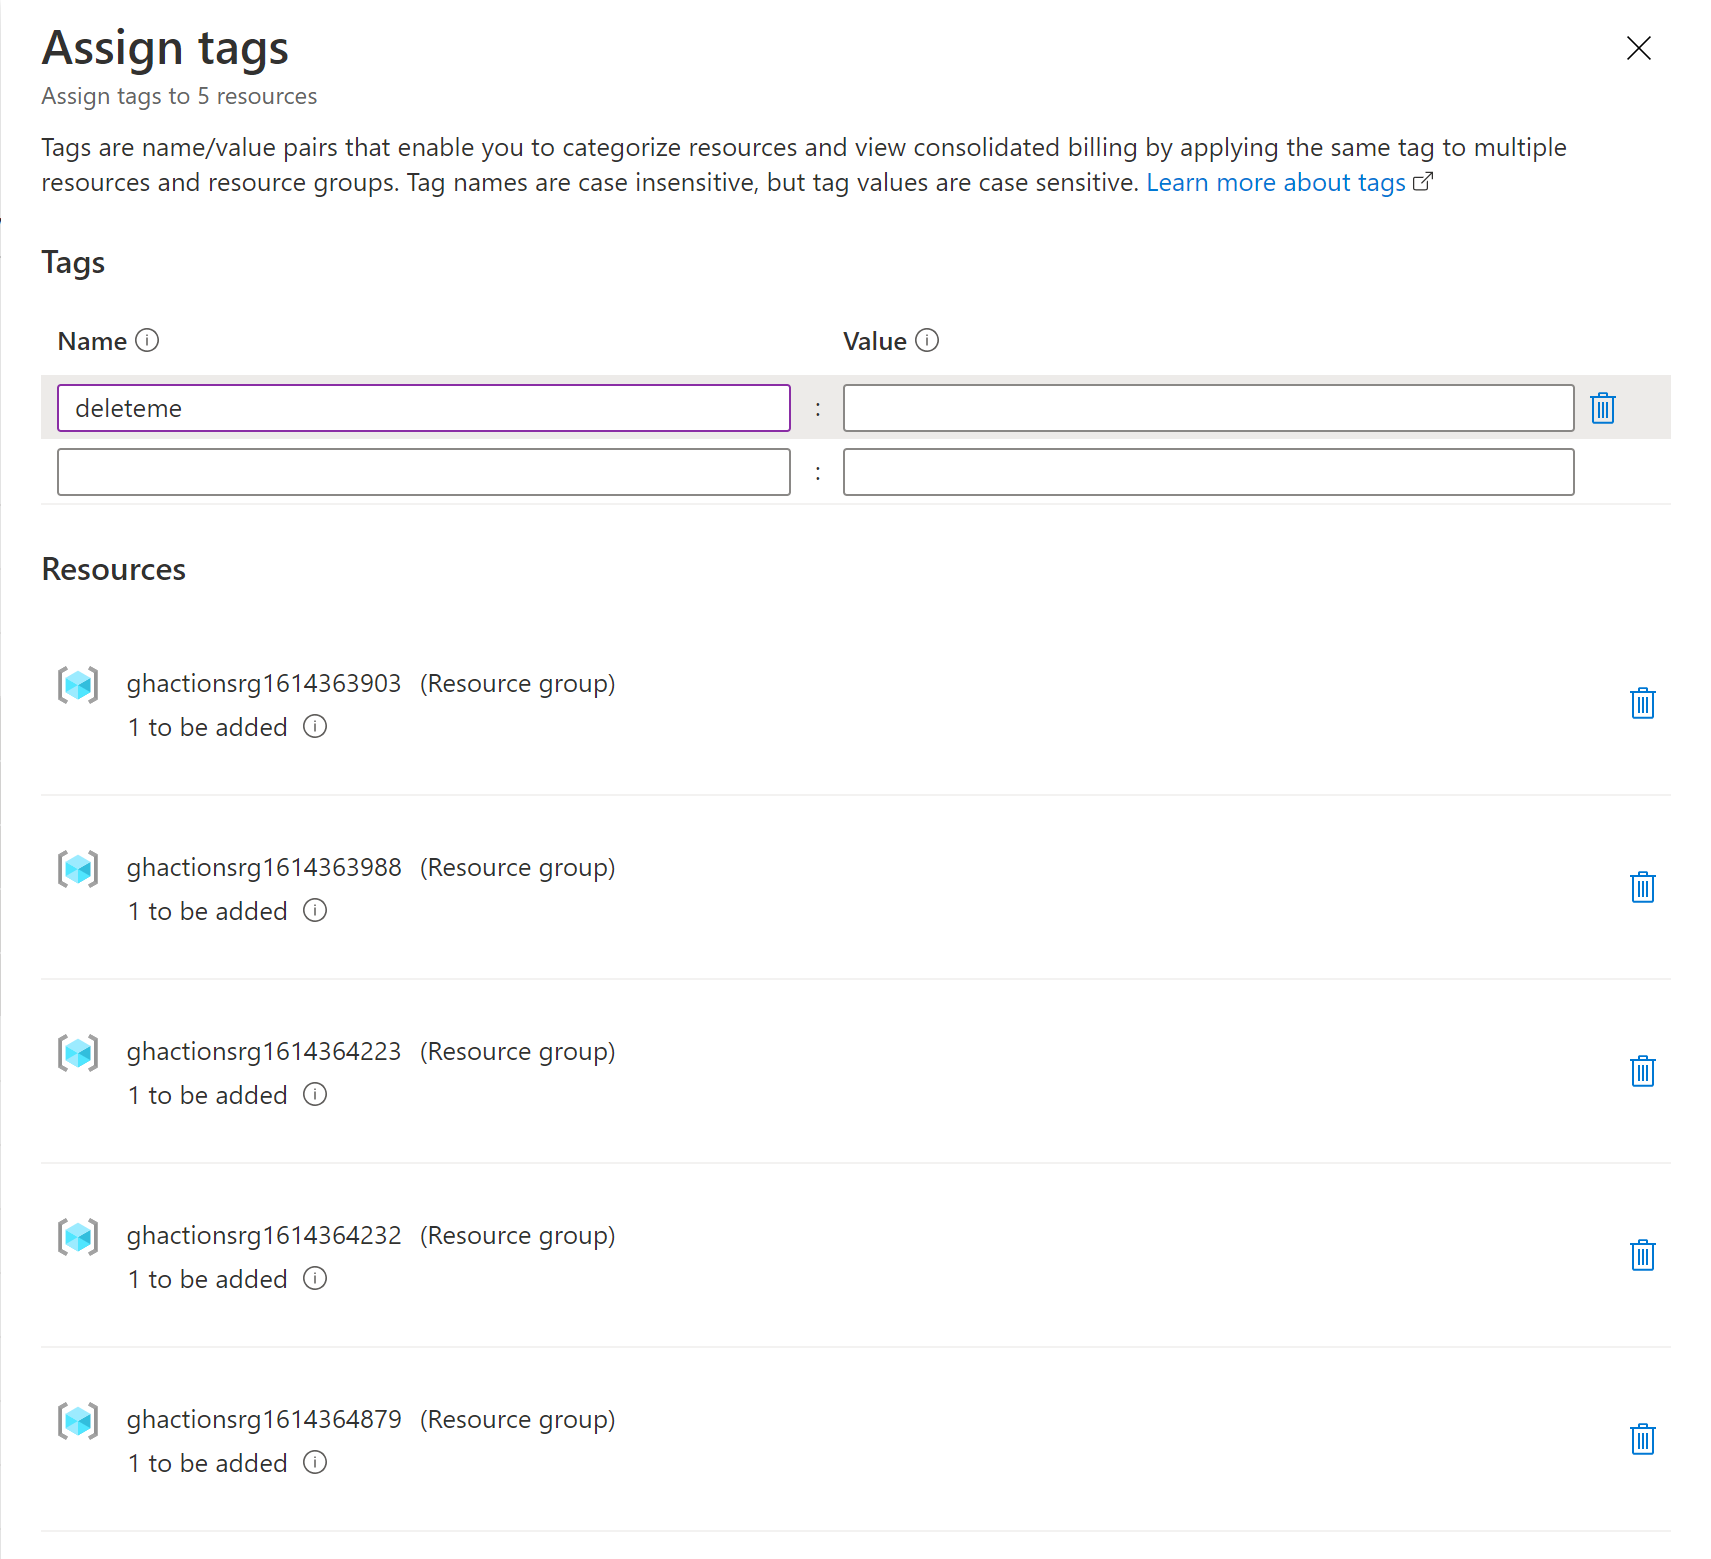 Assign tags
Assign tags to 5 resources
Tags are name/value pairs that enable you to categorize resources and view consolidated billing by applying the same tag to multiple
resources and resource groups. Tag names are case insensitive, but tag values are case sensitive. Learn more about tags
Tags
Name Value
deleteme :
:
Resources
ghactionsrg1614363903 (Resource group)
1 to be added
ghactionsrg1614363988 (Resource group)
1 to be added
ghactionsrg1614364223 (Resource group)
1 to be added
ghactionsrg1614364232 (Resource group)
1 to be added
ghactionsrg1614364879 (Resource group)
1 to be added